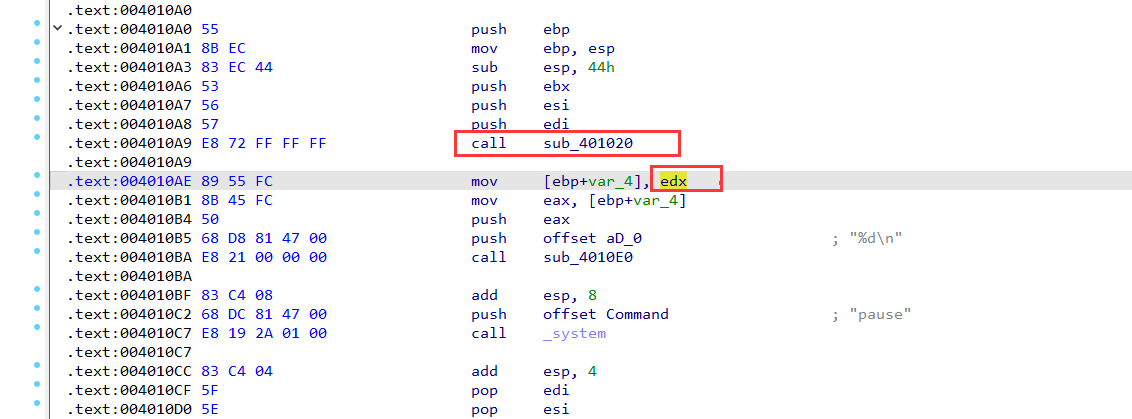 .text:004010A0
.text:004010A0 55 push ebp
.text:004010A1 8B EC mov ebp, esp
.text:004010A3 83 EC 44 sub esp, 44h
.text:004010A6 53 push ebx
.text:004010A7 56 push esi
.text:004010A8 57 push edi
.text:004010A9 E8 72 FF FF FF call sub_401020
.text:004010A9
.text:004010AE 89 55 FC mov [ebp+var_4], edx
.text:004010B1 8B 45 FC mov eax, [ebp+var_4]
.text:004010B4 50 push eax
.text:004010B5 68 D8 81 47 00 push offset aD_0 ; "%d\n"
.text:004010BA E8 21 00 00 00 call sub_4010E0
.text:004010BA
.text:004010BF 83 C4 08 add esp, 8
.text:004010C2 68 DC 81 47 00 push offset Command ; "pause"
.text:004010C7 E8 19 2A 01 00 call _system
.text:004010C7
.text:004010CC 83 C4 04 add esp, 4
.text:004010CF 5F pop edi
.text:004010D0 5E pop esi